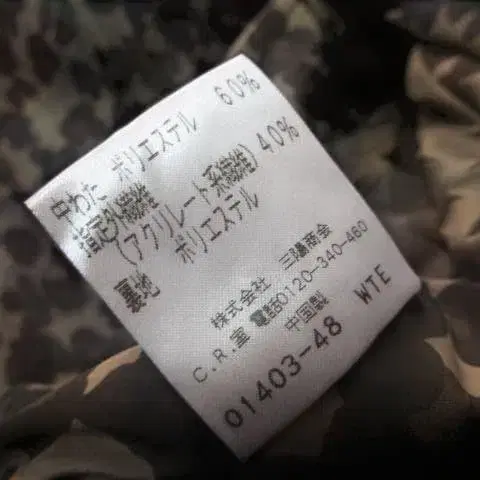 中わた ポリエステル 60%
指定外繊維
(アクリレート系繊維) 40%
裏地 ポリエステル
株式会社 三陽商会
C.R.室 電話0120-340-460
中国製
01403-48 WTE